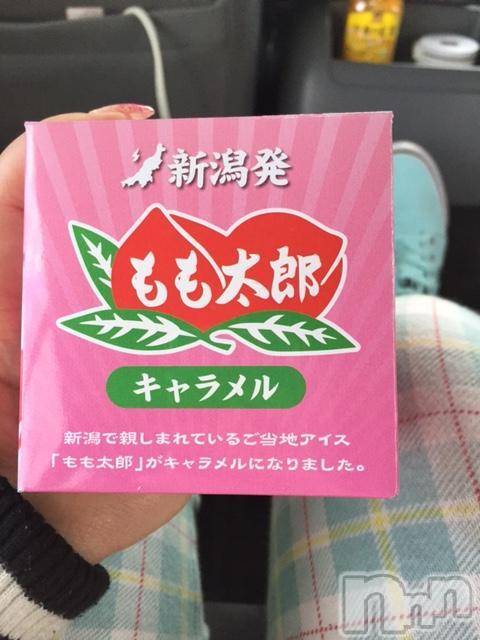 新潟発
もも太郎
キャラメル
新潟で親しまれているご当地アイス
「もも太郎」がキャラメルになりました。